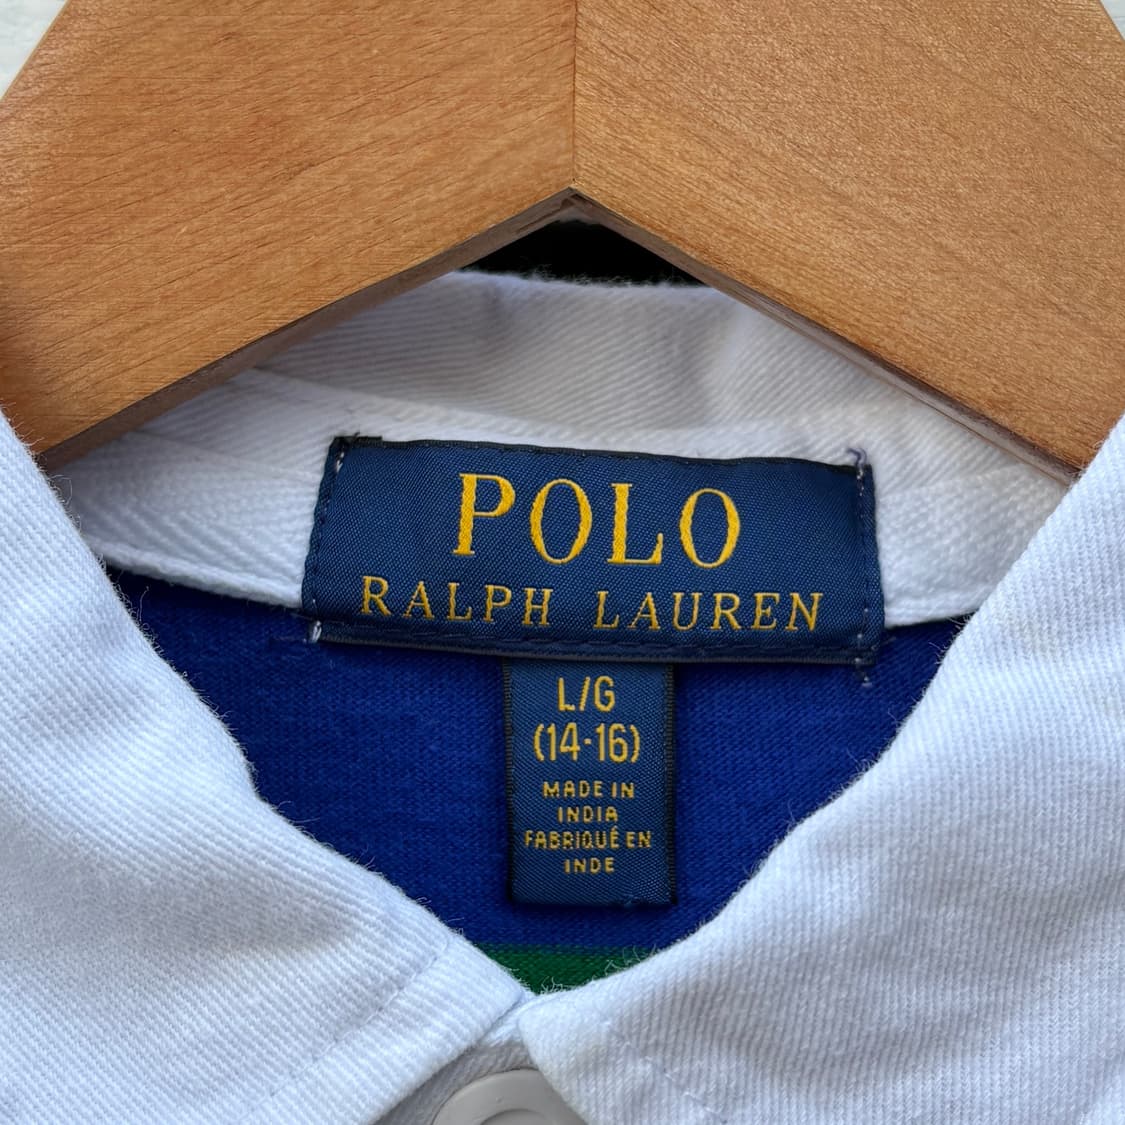 POLO
RALPH LAUREN
L/G
(14-16)
MADE IN
INDIA
FABRIQUÉ EN
INDE